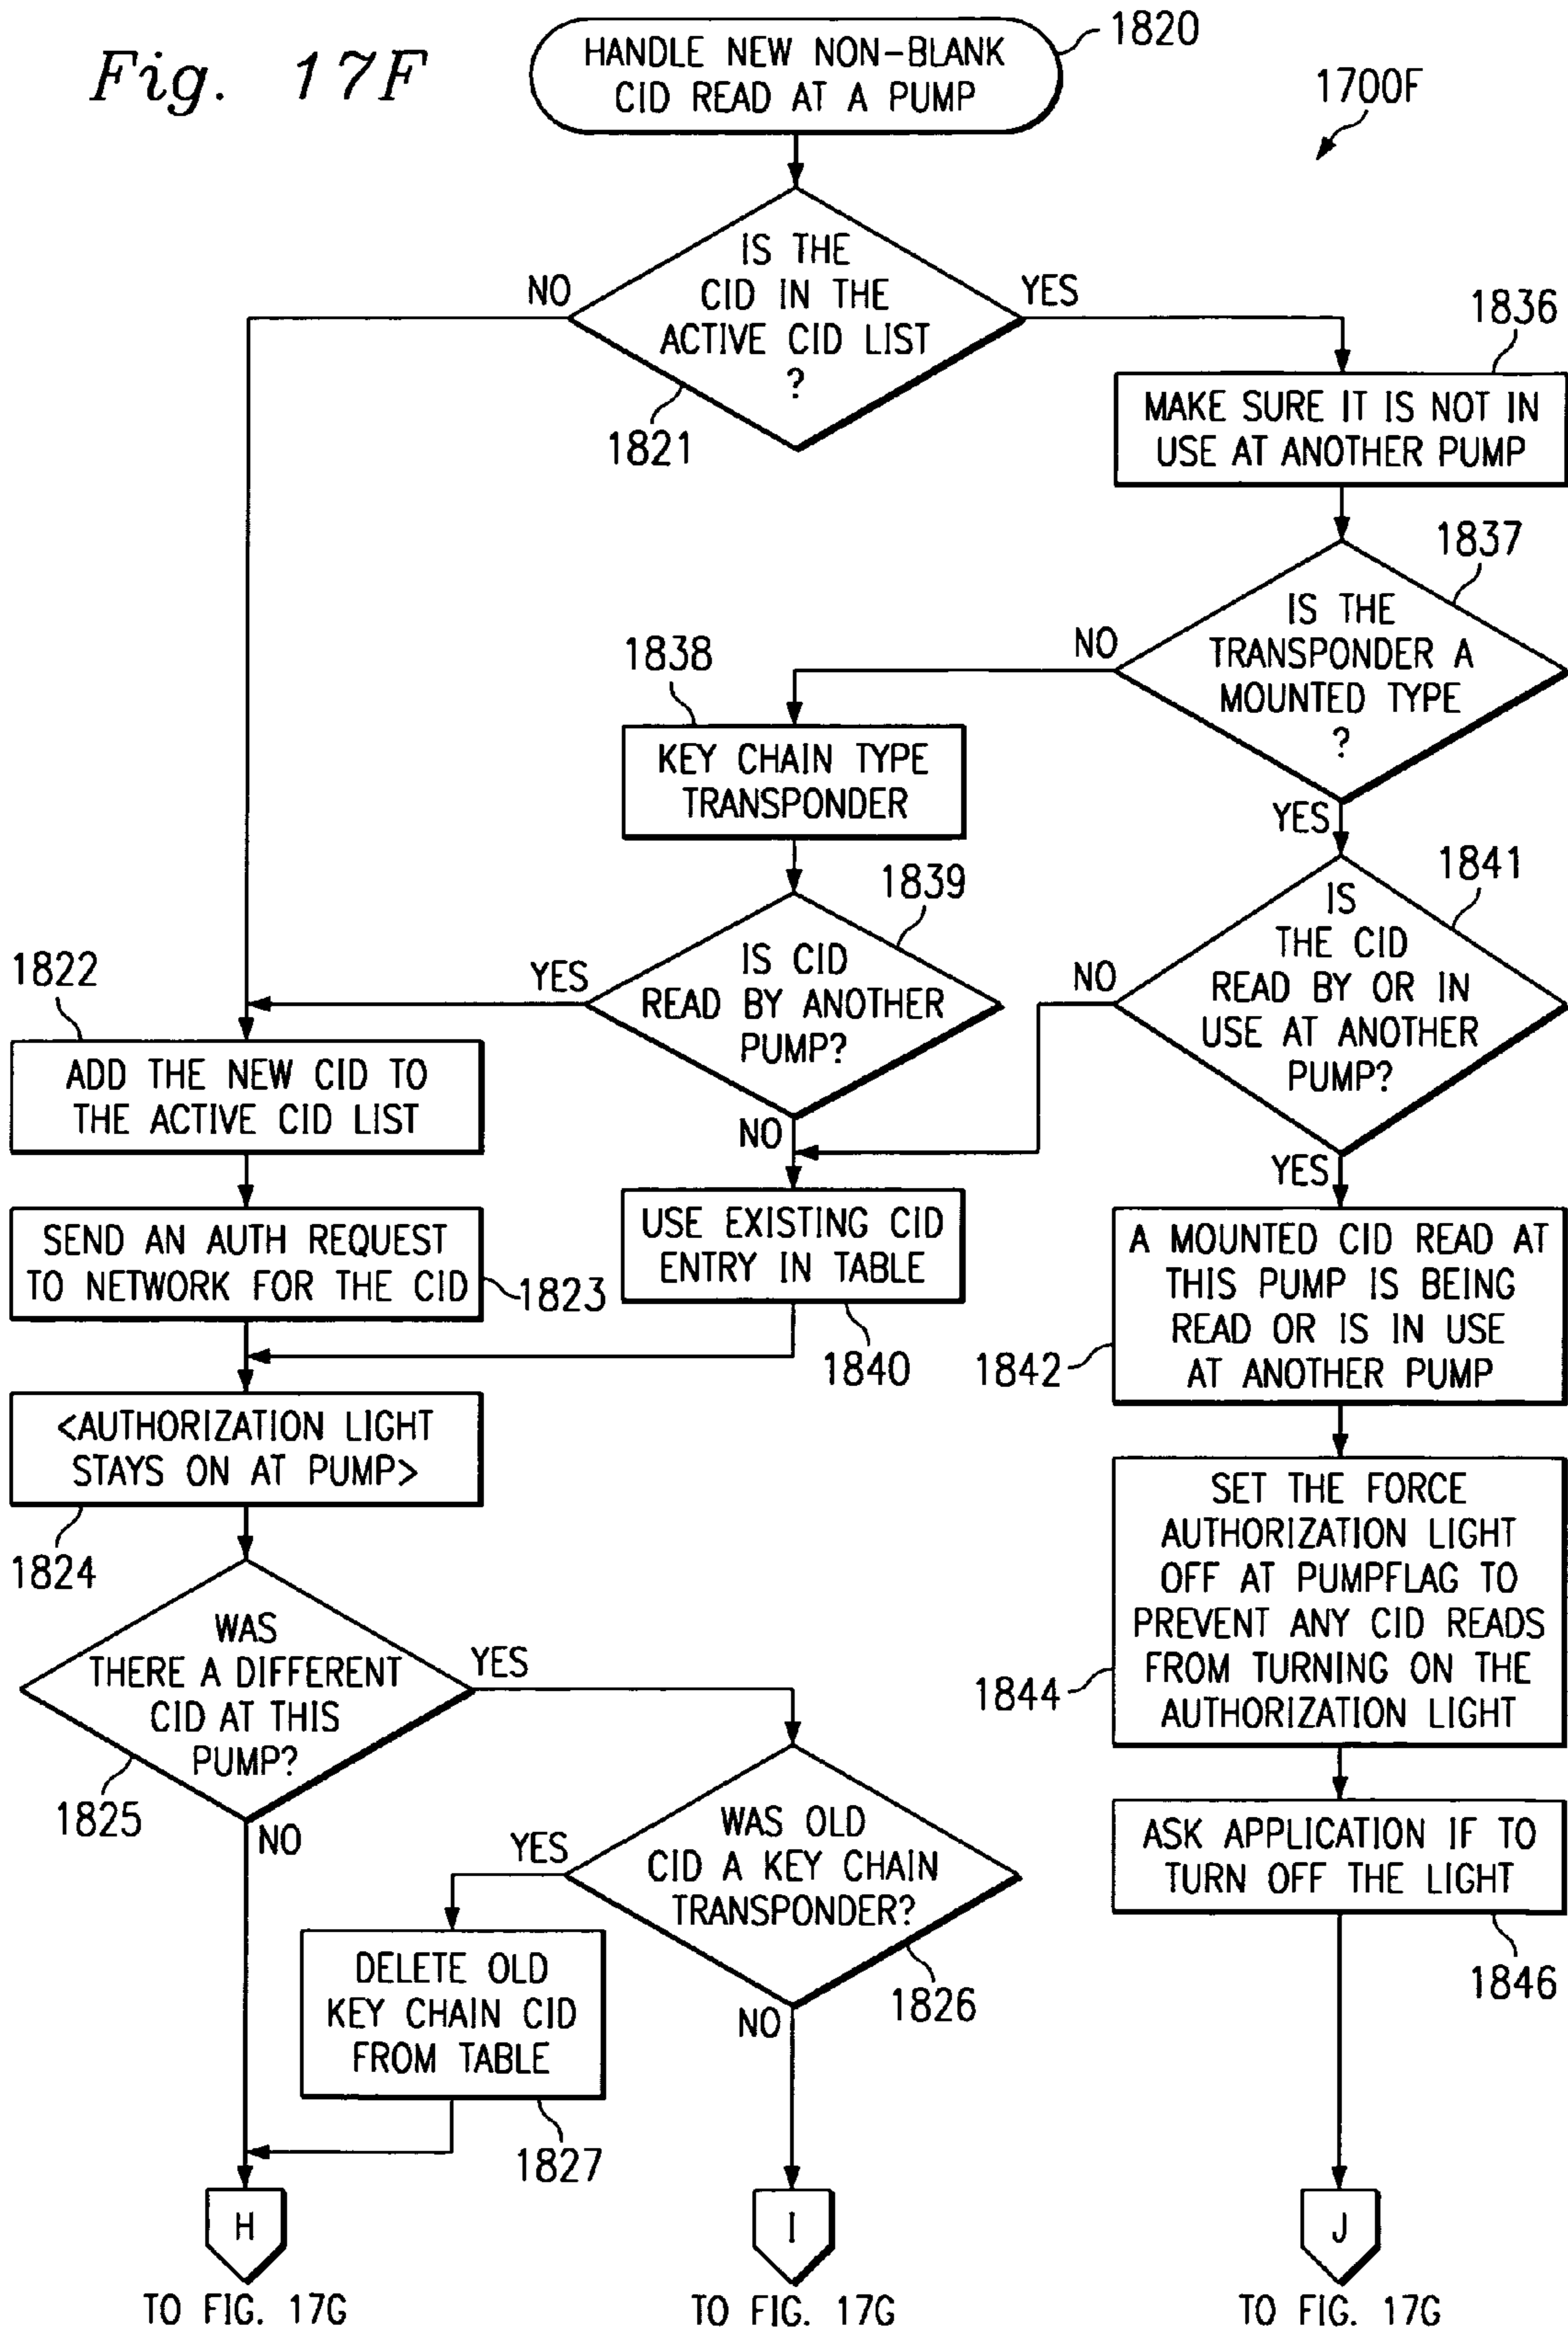 Fig. 17F
HANDLE NEW NON-BLANK
CID READ AT A PUMP
1820
1700F
IS THE
CID IN THE
ACTIVE CID LIST
?
NO
YES
1821
1836
MAKE SURE IT IS NOT IN
USE AT ANOTHER PUMP
1837
IS THE
TRANSPONDER A
MOUNTED TYPE
?
NO
YES
1838
KEY CHAIN TYPE
TRANSPONDER
1839
IS CID
READ BY ANOTHER
PUMP?
YES
NO
1841
IS
THE CID
READ BY OR IN
USE AT ANOTHER
PUMP?
NO
YES
1822
ADD THE NEW CID TO
THE ACTIVE CID LIST
SEND AN AUTH REQUEST
TO NETWORK FOR THE CID
1823
USE EXISTING CID
ENTRY IN TABLE
1840
A MOUNTED CID READ AT
THIS PUMP IS BEING
READ OR IS IN USE
AT ANOTHER PUMP
1842
<AUTHORIZATION LIGHT
STAYS ON AT PUMP>
1824
SET THE FORCE
AUTHORIZATION LIGHT
OFF AT PUMPFLAG TO
PREVENT ANY CID READS
FROM TURNING ON THE
AUTHORIZATION LIGHT
1844
WAS
THERE A DIFFERENT
CID AT THIS
PUMP?
YES
NO
1825
WAS OLD
CID A KEY CHAIN
TRANSPONDER?
YES
NO
1826
ASK APPLICATION IF TO
TURN OFF THE LIGHT
1846
DELETE OLD
KEY CHAIN CID
FROM TABLE
1827
H
I
J
TO FIG. 17G
TO FIG. 17G
TO FIG. 17G